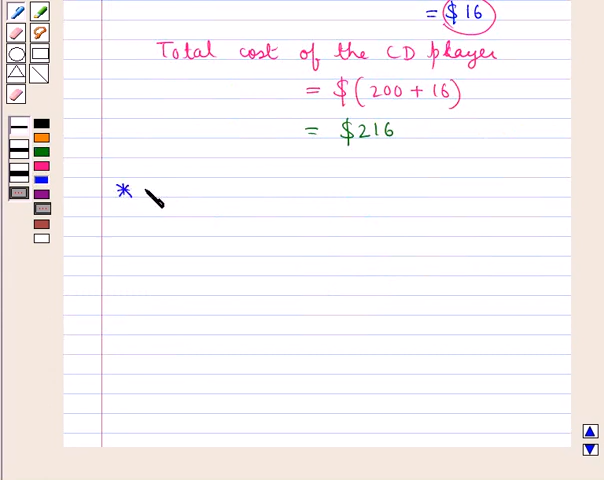 = $16
Total cost of the CD player
= $(200 + 16)
= $216
*